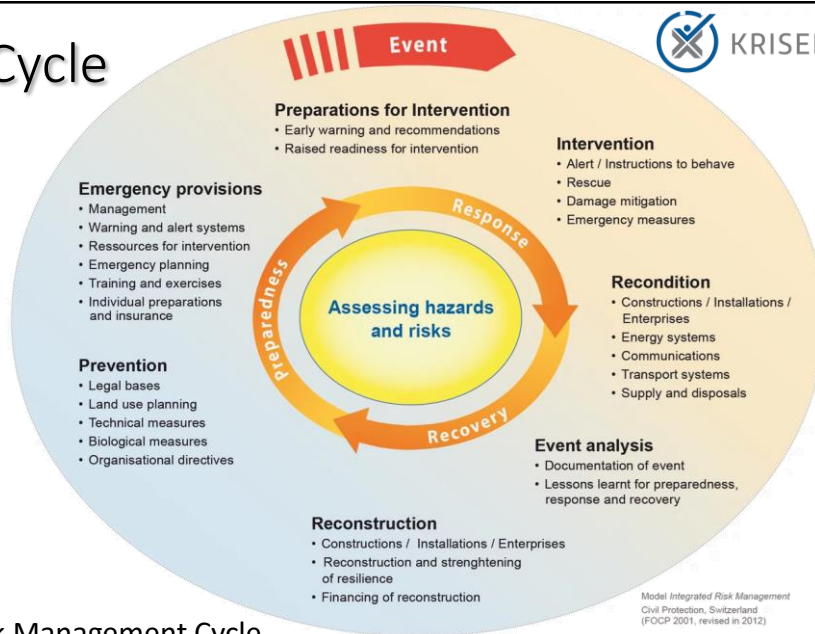 Cycle
Event
KRISEN
Preparations for Intervention
• Early warning and recommendations
• Raised readiness for intervention
Intervention
• Alert / Instructions to behave
• Rescue
• Damage mitigation
• Emergency measures
Emergency provisions
• Management
• Warning and alert systems
• Ressources for intervention
• Emergency planning
• Training and exercises
• Individual preparations
and insurance
Response
Preparedness
Assessing hazards
and risks
Recovery
Recondition
• Constructions / Installations /
Enterprises
• Energy systems
• Communications
• Transport systems
• Supply and disposals
Prevention
• Legal bases
• Land use planning
• Technical measures
• Biological measures
• Organisational directives
Event analysis
• Documentation of event
• Lessons learnt for preparedness,
response and recovery
Reconstruction
• Constructions / Installations / Enterprises
• Reconstruction and strenghtening
of resilience
• Financing of reconstruction
Model Integrated Risk Management
Civil Protection, Switzerland
(FOCP 2001, revised in 2012)
Management Cycle